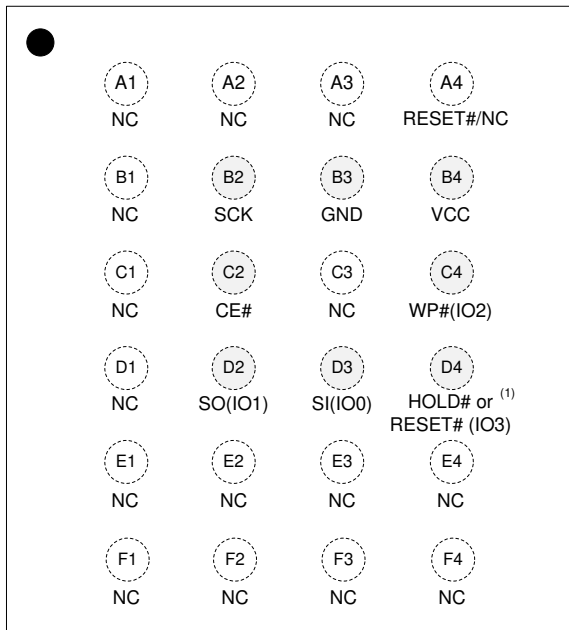 A1 A2 A3 A4
NC NC NC RESET#/NC
B1 B2 B3 B4
NC SCK GND VCC
C1 C2 C3 C4
NC CE# NC WP#(IO2)
D1 D2 D3 D4
NC SO(IO1) SI(IO0) HOLD# or (1)
RESET# (IO3)
E1 E2 E3 E4
NC NC NC NC
F1 F2 F3 F4
NC NC NC NC